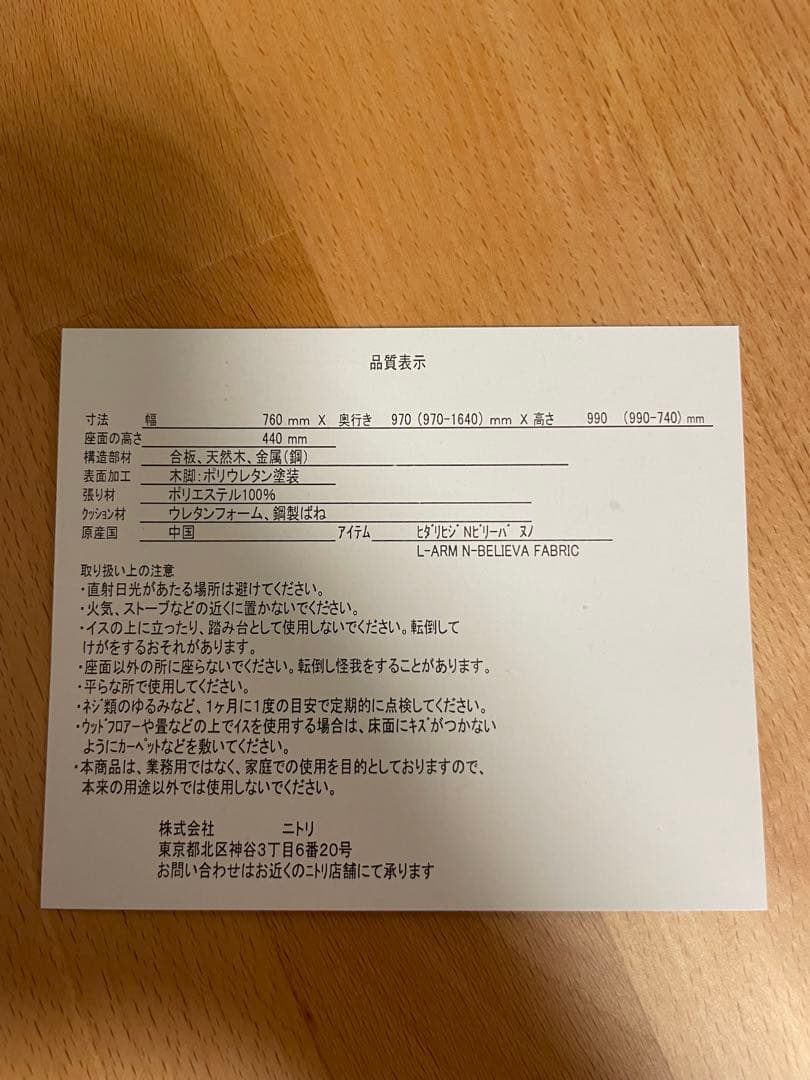 品質表示
寸法 幅 760 mm X 奥行き 970 (970-1640) mm X 高さ 990 (990-740) mm
座面の高さ 440 mm
構造部材 合板、天然木、金属(鋼)
表面加工 木脚:ポリウレタン塗装
張り材 ポリエステル100%
ｸｯｼｮﾝ材 ウレタンフォーム、鋼製ばね
原産国 中国 アイテム ﾋﾀﾞﾘﾋｼﾞ Nﾋﾞﾘｰﾊﾞ ﾇﾉ
L-ARM N-BELIEVA FABRIC
取り扱い上の注意
・直射日光があたる場所は避けてください。
・火気、ストーブなどの近くに置かないでください。
・イスの上に立ったり、踏み台として使用しないでください。転倒して
けがをするおそれがあります。
・座面以外の所に座らないでください。転倒し怪我をすることがあります。
・平らな所で使用してください。
・ﾈｼﾞ類のゆるみなど、1ヶ月に1度の目安で定期的に点検してください。
・ｳｯﾄﾞﾌﾛｱｰや畳などの上でｲｽを使用する場合は、床面にｷｽﾞがつかない
ようにｶｰﾍﾟｯﾄなどを敷いてください。
・本商品は、業務用ではなく、家庭での使用を目的としておりますので、
本来の用途以外では使用しないでください。
株式会社 ニトリ
東京都北区神谷3丁目6番20号
お問い合わせはお近くのﾆﾄﾘ店舗にて承ります